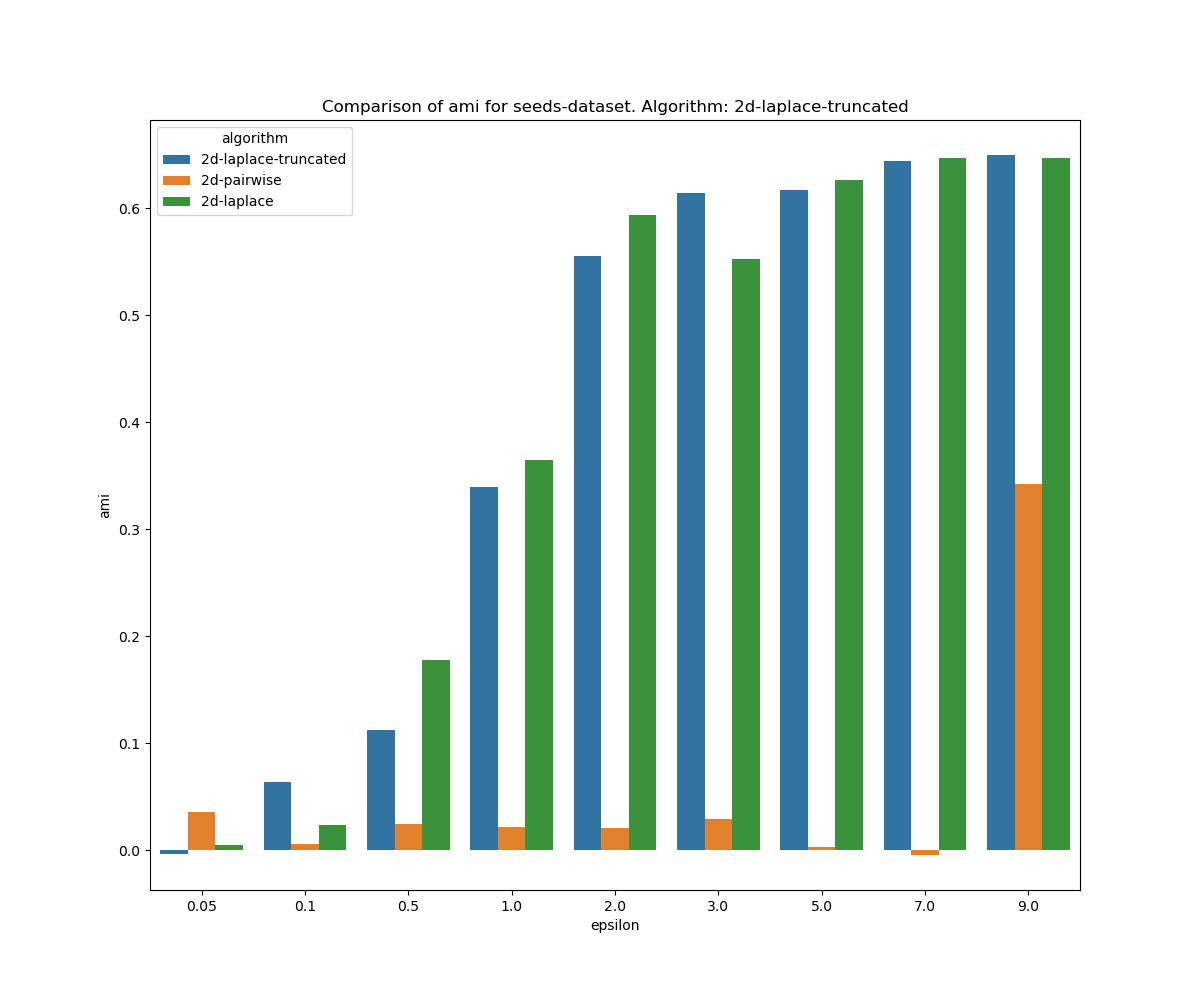 Comparison of ami for seeds-dataset. Algorithm: 2d-laplace-truncated
algorithm
2d-laplace-truncated
2d-pairwise
2d-laplace
0.6
0.5
0.4
0.3
0.2
0.1
0.0
ami
0.05 0.1 0.5 1.0 2.0 3.0 5.0 7.0 9.0
epsilon